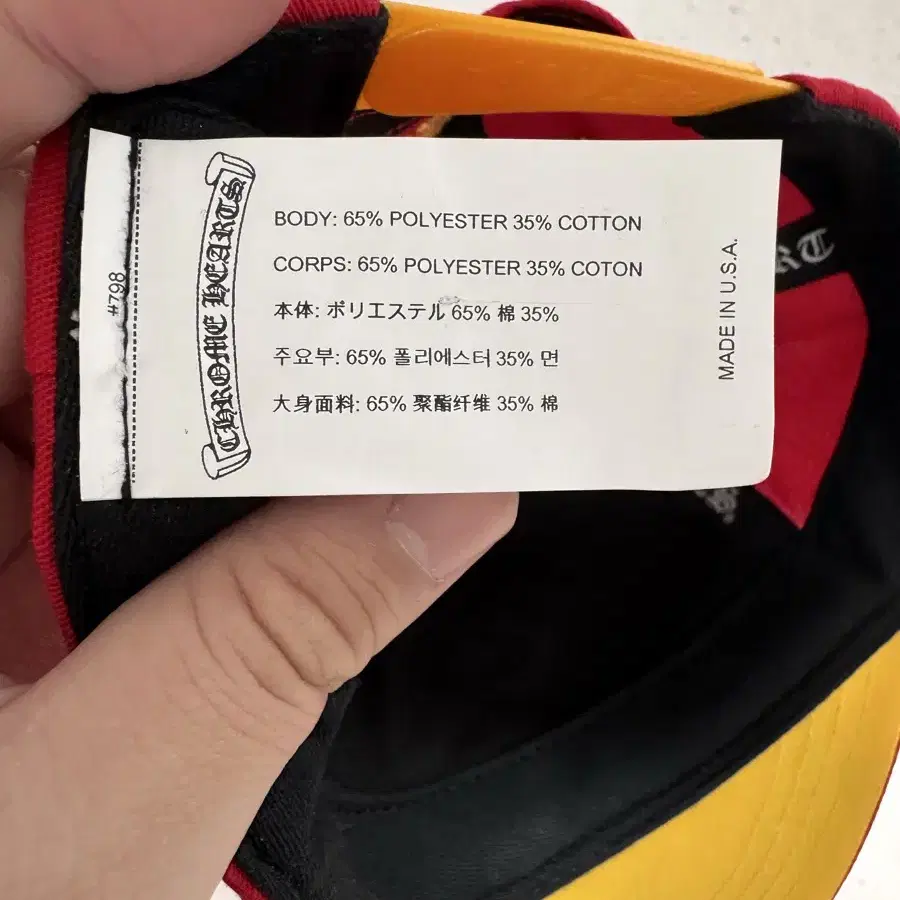 #798
CHROME HEARTS
BODY: 65% POLYESTER 35% COTTON
CORPS: 65% POLYESTER 35% COTON
本体: ポリエステル 65% 棉 35%
주요부: 65% 폴리에스터 35% 면
大身面料: 65% 聚酯纤维 35% 棉
MADE IN U.S.A.